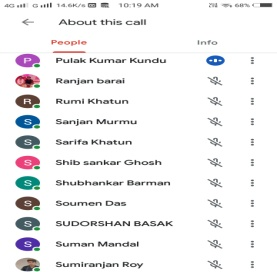 4G 4G 14.6K/s 10:19 AM 68%
About this call
People Info
P Pulak Kumar Kundu
Ranjan barai
R Rumi Khatun
S Sanjan Murmu
S Sarifa Khatun
S Shib sankar Ghosh
S Shubhankar Barman
S Soumen Das
S SUDORSHAN BASAK
S Suman Mandal
Sumiranjan Roy